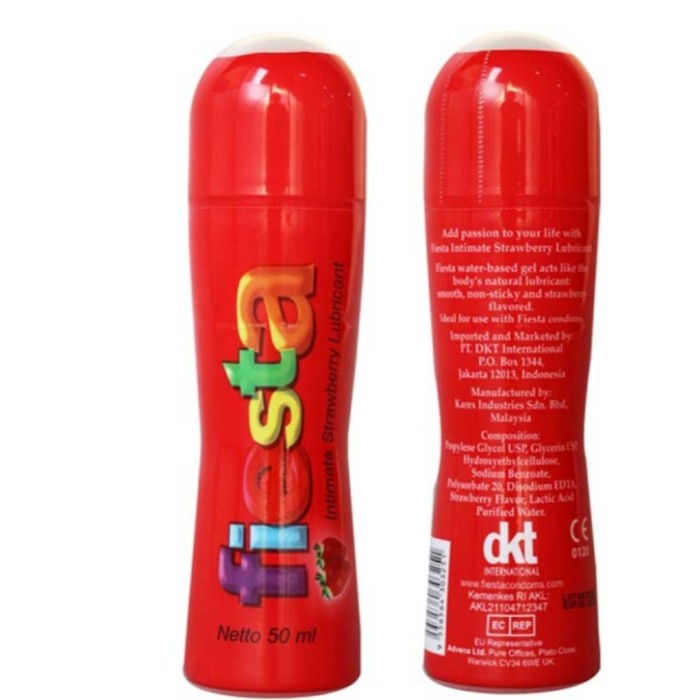 fiesta
Intimate Strawberry Lubricant
Netto 50 ml
Add passion to your life with
Fiesta Intimate Strawberry Lubricant
Fiesta water-based gel acts like the
body's natural lubricant:
smooth, non-sticky and strawberry
flavored.
Ideal for use with Fiesta condoms
Imported and Marketed by:
PT. DKT International
P.O. Box 1344,
Jakarta 12013, Indonesia
Manufactured by:
Karex Industries Sdn. Bhd,
Malaysia
Composition:
Propylene Glycol USP, Glycerin USP
Hydroxyethylcellulose,
Sodium Benzoate,
Polysorbate 20, Disodium EDTA,
Strawberry Flavor, Lactic Acid
Purified Water.
CE
0120
dkt
INTERNATIONAL
www.fiestacondoms.com
Kemenkes RI AKL:
AKL21104712347
EC REP
EU Representative
Advena Ltd. Pure Offices, Plato Close
Warwick CV34 6WE UK.